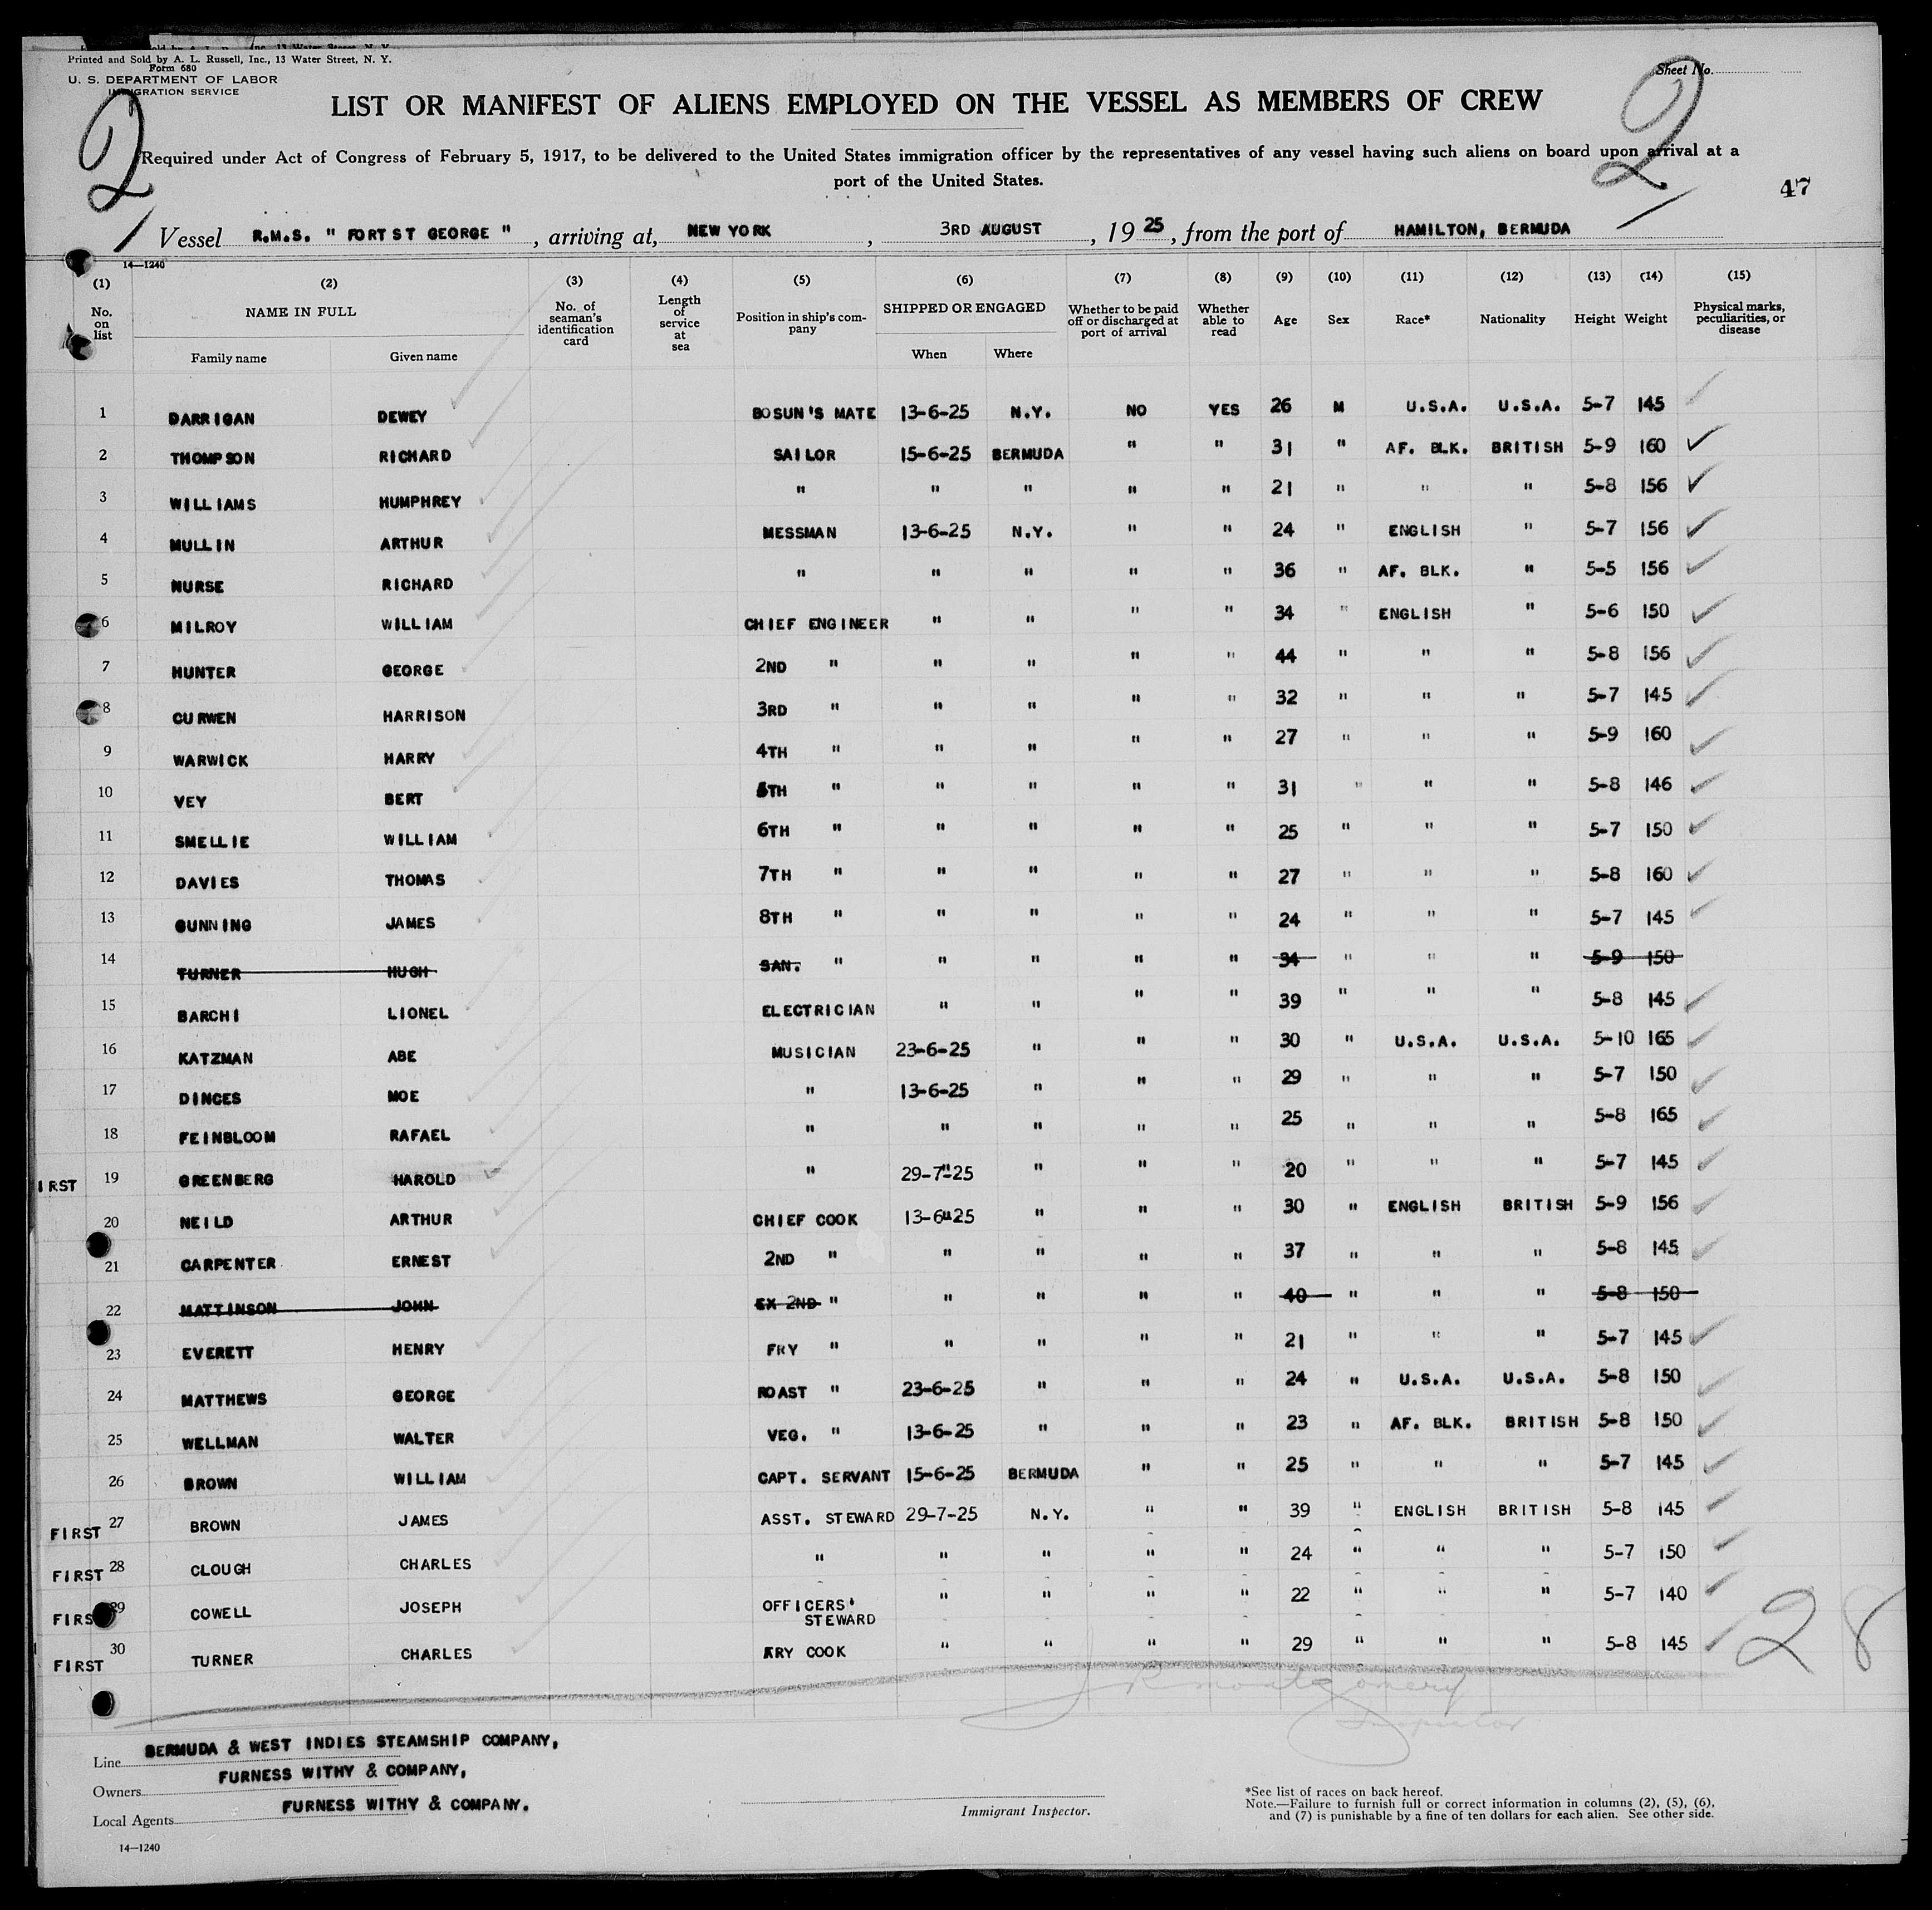 Printed and Sold by A. L. Russell, Inc., 13 Water Street, N. Y.
Form 680
U. S. DEPARTMENT OF LABOR
IMMIGRATION SERVICE
Sheet No.
2
2
LIST OR MANIFEST OF ALIENS EMPLOYED ON THE VESSEL AS MEMBERS OF CREW
Required under Act of Congress of February 5, 1917, to be delivered to the United States immigration officer by the representatives of any vessel having such aliens on board upon arrival at a
port of the United States.
47
Vessel R.M.S. " FORT ST GEORGE " , arriving at, NEW YORK , 3RD AUGUST , 19 25 , from the port of HAMILTON, BERMUDA
14—1240
(1) (2) (3) (4) (5) (6) (7) (8) (9) (10) (11) (12) (13) (14) (15)
No. on list NAME IN FULL Family name Given name No. of seaman's identification card Length of service at sea Position in ship's company SHIPPED OR ENGAGED When Where Whether to be paid off or discharged at port of arrival Whether able to read Age Sex Race* Nationality Height Weight Physical marks, peculiarities, or disease
1 DARRIGAN DEWEY BOSUN'S MATE 13-6-25 N.Y. NO YES 26 M U.S.A. U.S.A. 5-7 145
2 THOMPSON RICHARD SAILOR 15-6-25 BERMUDA " " 31 " AF. BLK. BRITISH 5-9 160
3 WILLIAMS HUMPHREY " " " " " 21 " " " 5-8 156
4 MULLIN ARTHUR MESSMAN 13-6-25 N.Y. " " 24 " ENGLISH " 5-7 156
5 NURSE RICHARD " " " " " 36 " AF. BLK. " 5-5 156
6 MILROY WILLIAM CHIEF ENGINEER " " " " 34 " ENGLISH " 5-6 150
7 HUNTER GEORGE 2ND " " " " " 44 " " " 5-8 156
8 CURWEN HARRISON 3RD " " " " " 32 " " " 5-7 145
9 WARWICK HARRY 4TH " " " " " 27 " " " 5-9 160
10 VEY BERT 5TH " " " " " 31 " " " 5-8 146
11 SMELLIE WILLIAM 6TH " " " " " 25 " " " 5-7 150
12 DAVIES THOMAS 7TH " " " " " 27 " " " 5-8 160
13 GUNNING JAMES 8TH " " " " " 24 " " " 5-7 145
14 TURNER HUGH SAN. " " " " " 34 " " " 5-9 150
15 BARCHI LIONEL ELECTRICIAN " " " " 39 " " " 5-8 145
16 KATZMAN ABE MUSICIAN 23-6-25 " " " 30 " U.S.A. U.S.A. 5-10 165
17 DINCES MOE " 13-6-25 " " " 29 " " " 5-7 150
18 FEINBLOOM RAFAEL " " " " " 25 " " " 5-8 165
IRST 19 GREENBERG HAROLD " 29-7-25 " " " 20 " " " 5-7 145
20 NEILD ARTHUR CHIEF COOK 13-6-25 " " " 30 " ENGLISH BRITISH 5-9 156
21 CARPENTER ERNEST 2ND " " " " " 37 " " " 5-8 145
22 MATTINSON JOHN EX 2ND " " " " " 40 " " " 5-8 150
23 EVERETT HENRY FRY " " " " " 21 " " " 5-7 145
24 MATTHEWS GEORGE ROAST " 23-6-25 " " " 24 " U.S.A. U.S.A. 5-8 150
25 WELLMAN WALTER VEG. " 13-6-25 " " " 23 " AF. BLK. BRITISH 5-8 150
26 BROWN WILLIAM CAPT. SERVANT 15-6-25 BERMUDA " " 25 " " " 5-7 145
FIRST 27 BROWN JAMES ASST. STEWARD 29-7-25 N.Y. " " 39 " ENGLISH BRITISH 5-8 145
FIRST 28 CLOUGH CHARLES " " " " " 24 " " " 5-7 150
FIRS 29 COWELL JOSEPH OFFICERS' STEWARD " " " " 22 " " " 5-7 140
FIRST 30 TURNER CHARLES FRY COOK " " " " 29 " " " 5-8 145
28
R Montgomery
Inspector
Line BERMUDA & WEST INDIES STEAMSHIP COMPANY,
Owners FURNESS WITHY & COMPANY,
Local Agents FURNESS WITHY & COMPANY.
Immigrant Inspector.
*See list of races on back hereof.
Note.—Failure to furnish full or correct information in columns (2), (5), (6),
and (7) is punishable by a fine of ten dollars for each alien. See other side.
14—1240